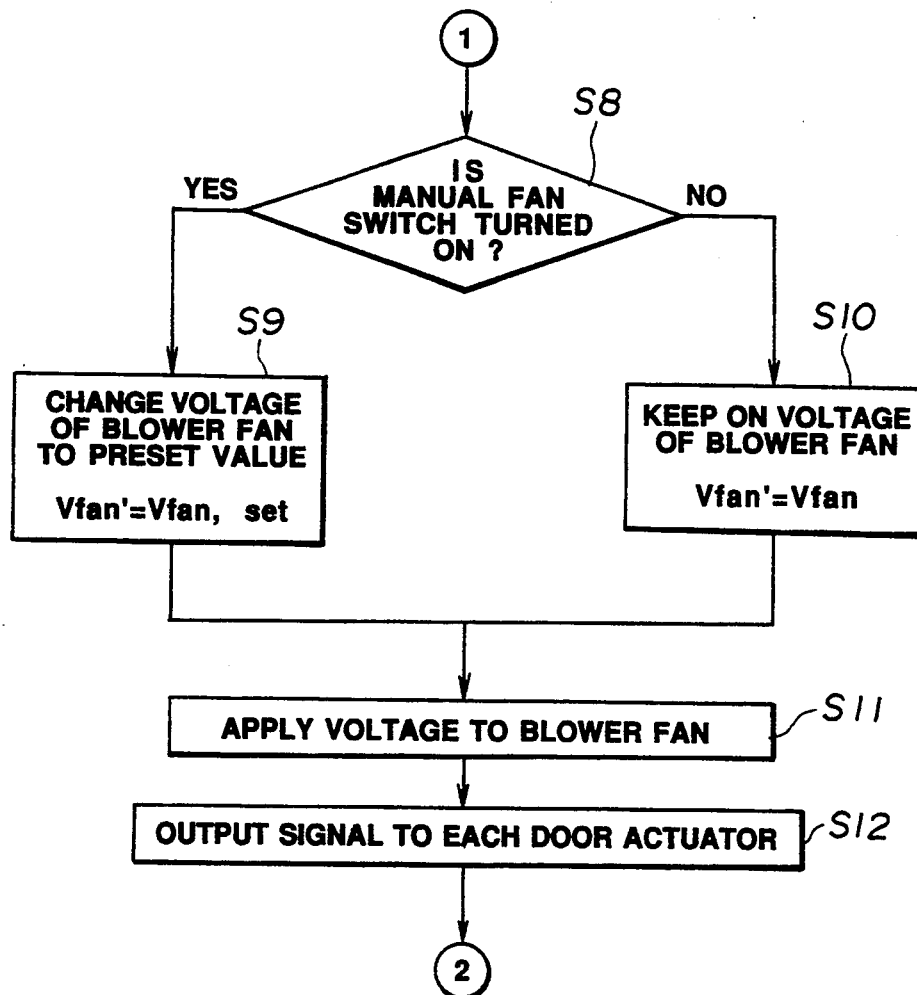 1
S8
IS
MANUAL FAN
SWITCH TURNED
ON ?
YES
NO
S9
S10
CHANGE VOLTAGE
OF BLOWER FAN
TO PRESET VALUE
Vfan'=Vfan, set
KEEP ON VOLTAGE
OF BLOWER FAN
Vfan'=Vfan
APPLY VOLTAGE TO BLOWER FAN
S11
OUTPUT SIGNAL TO EACH DOOR ACTUATOR
S12
2